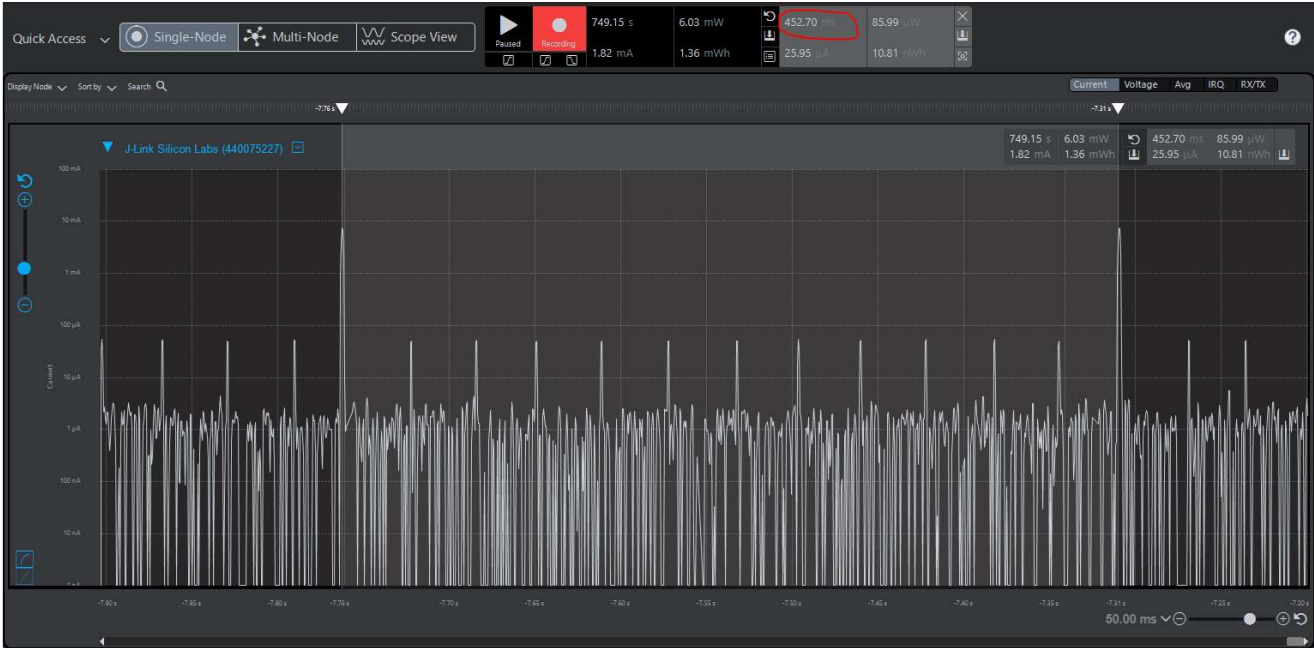 Quick Access
Single-Node
Multi-Node
Scope View
Paused
Recording
749.15 s
6.03 mW
1.82 mA
1.36 mWh
452.70 ms
85.99 µW
25.95 µA
10.81 nWh
?
Display Node
Sort by
Search
Current
Voltage
Avg
IRQ
RX/TX
-7.76 s
-7.31 s
J-Link Silicon Labs (440075227)
749.15 s 6.03 mW 452.70 ms 85.99 µW
1.82 mA 1.36 mWh 25.95 µA 10.81 nWh
100 mA
10 mA
1 mA
100 µA
10 µA
1 µA
100 nA
10 nA
Current
-7.90 s
-7.85 s
-7.80 s
-7.76 s
-7.70 s
-7.65 s
-7.60 s
-7.55 s
-7.50 s
-7.45 s
-7.40 s
-7.35 s
-7.31 s
-7.25 s
-7.20 s
50.00 ms